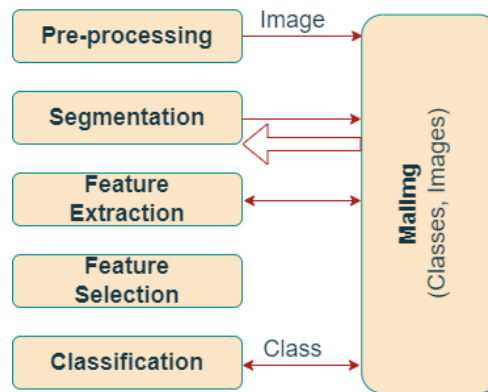 Pre-processing
Image
Segmentation
Feature
Extraction
Feature
Selection
Classification
Class
MalImg
(Classes, Images)